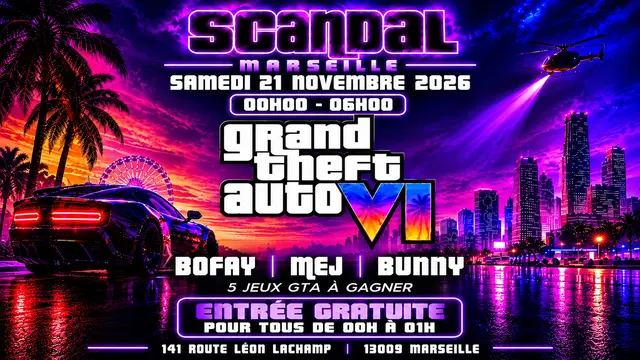 SCANDAL
MARSEILLE
SAMEDI 21 NOVEMBRE 2026
00H00 - 06H00
grand
theft
auto VI
BOFAY | MEJ | BUNNY
5 JEUX GTA À GAGNER
ENTRÉE GRATUITE
POUR TOUS DE 00H À 01H
141 ROUTE LÉON LACHAMP | 13009 MARSEILLE